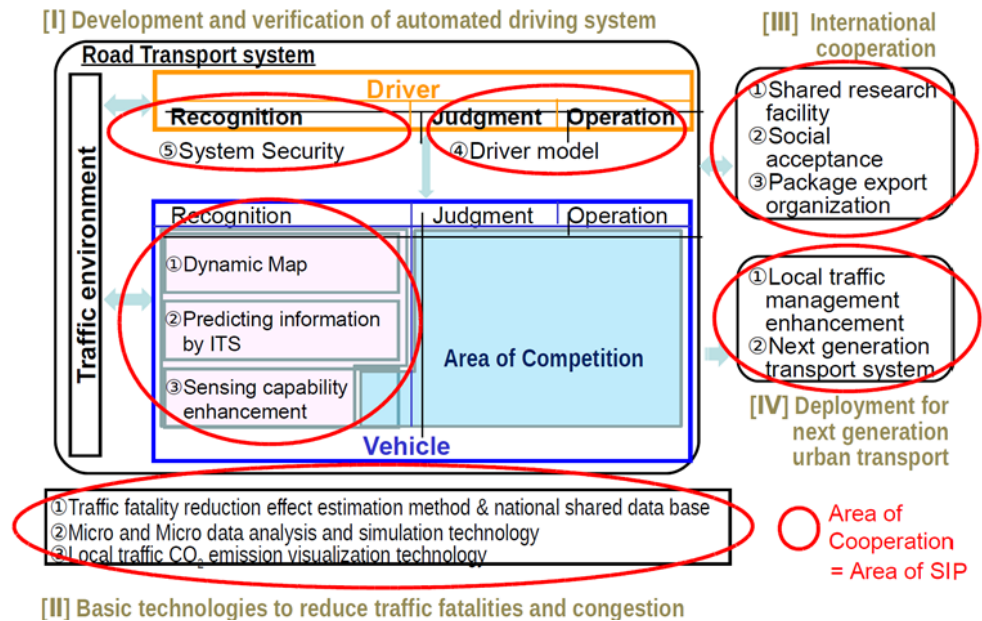 [Ⅰ] Development and verification of automated driving system
Road Transport system
Traffic environment
Driver
Recognition
Judgment
Operation
⑤System Security
④Driver model
Recognition
Judgment
Operation
①Dynamic Map
②Predicting information
by ITS
③Sensing capability
enhancement
Area of Competition
Vehicle
[Ⅲ] International
cooperation
①Shared research
facility
②Social
acceptance
③Package export
organization
①Local traffic
management
enhancement
②Next generation
transport system
[Ⅳ] Deployment for
next generation
urban transport
①Traffic fatality reduction effect estimation method & national shared data base
②Micro and Micro data analysis and simulation technology
③Local traffic CO₂ emission visualization technology
Area of
Cooperation
= Area of SIP
[Ⅱ] Basic technologies to reduce traffic fatalities and congestion